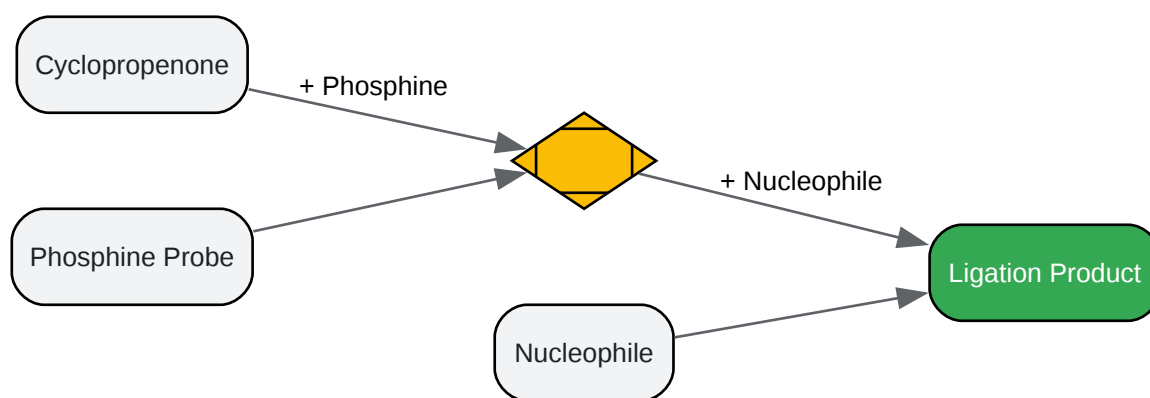 Cyclopropenone
+ Phosphine
+ Nucleophile
Phosphine Probe
Ligation Product
Nucleophile